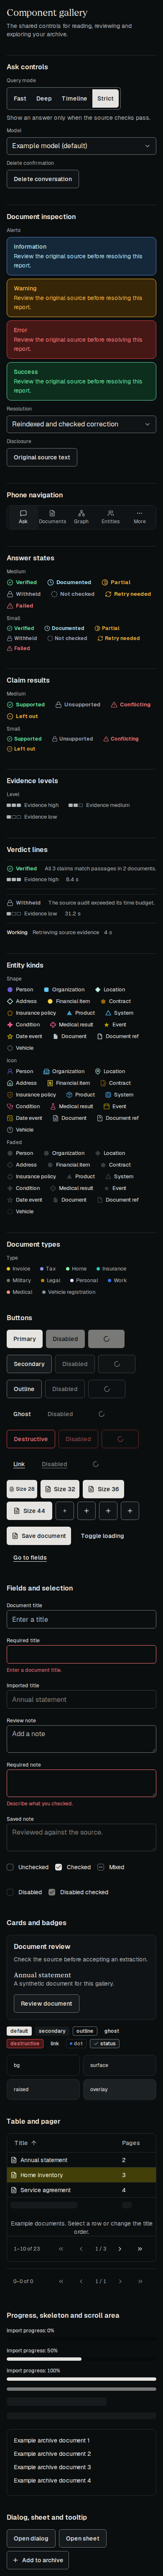 Component gallery
The shared controls for reading, reviewing and
exploring your archive.
Ask controls
Query mode
Fast Deep Timeline Strict
Show an answer only when the source checks pass.
Model
Example model (default)
Delete confirmation
Delete conversation
Document inspection
Alerts
Information
Review the original source before resolving this
report.
Warning
Review the original source before resolving this
report.
Error
Review the original source before resolving this
report.
Success
Review the original source before resolving this
report.
Resolution
Reindexed and checked correction
Disclosure
Original source text
Phone navigation
Ask Documents Graph Entities More
Answer states
Medium
Verified Documented Partial
Withheld Not checked Retry needed
Failed
Small
Verified Documented Partial
Withheld Not checked Retry needed
Failed
Claim results
Medium
Supported Unsupported Conflicting
Left out
Small
Supported Unsupported Conflicting
Left out
Evidence levels
Level
Evidence high Evidence medium
Evidence low
Verdict lines
Verified All 3 claims match passages in 2 documents.
Evidence high 8.4 s
Withheld The source audit exceeded its time budget.
Evidence low 31.2 s
Working Retrieving source evidence 4 s
Entity kinds
Shape
Person Organization Location
Address Financial item Contract
Insurance policy Product System
Condition Medical result Event
Date event Document Document ref
Vehicle
Icon
Person Organization Location
Address Financial item Contract
Insurance policy Product System
Condition Medical result Event
Date event Document Document ref
Vehicle
Faded
Person Organization Location
Address Financial item Contract
Insurance policy Product System
Condition Medical result Event
Date event Document Document ref
Vehicle
Document types
Type
Invoice Tax Home Insurance
Military Legal Personal Work
Medical Vehicle registration
Buttons
Primary Disabled
Secondary Disabled
Outline Disabled
Ghost Disabled
Destructive Disabled
Link Disabled
Size 28 Size 32 Size 36
Size 44
Save document Toggle loading
Go to fields
Fields and selection
Document title
Enter a title
Required title
Enter a document title.
Imported title
Annual statement
Review note
Add a note
Required note
Describe what you checked.
Saved note
Reviewed against the source.
Unchecked Checked Mixed
Disabled Disabled checked
Cards and badges
Document review
Check the source before accepting an extraction.
Annual statement
A synthetic document for this gallery.
Review document
default secondary outline ghost
destructive link dot status
bg surface
raised overlay
Table and pager
Title Pages
Annual statement 2
Home inventory 3
Service agreement 4
Example documents. Select a row or change the title
order.
1–10 of 23 1 / 3
0–0 of 0 1 / 1
Progress, skeleton and scroll area
Import progress: 0%
Import progress: 50%
Import progress: 100%
Example archive document 1
Example archive document 2
Example archive document 3
Example archive document 4
Dialog, sheet and tooltip
Open dialog Open sheet
Add to archive